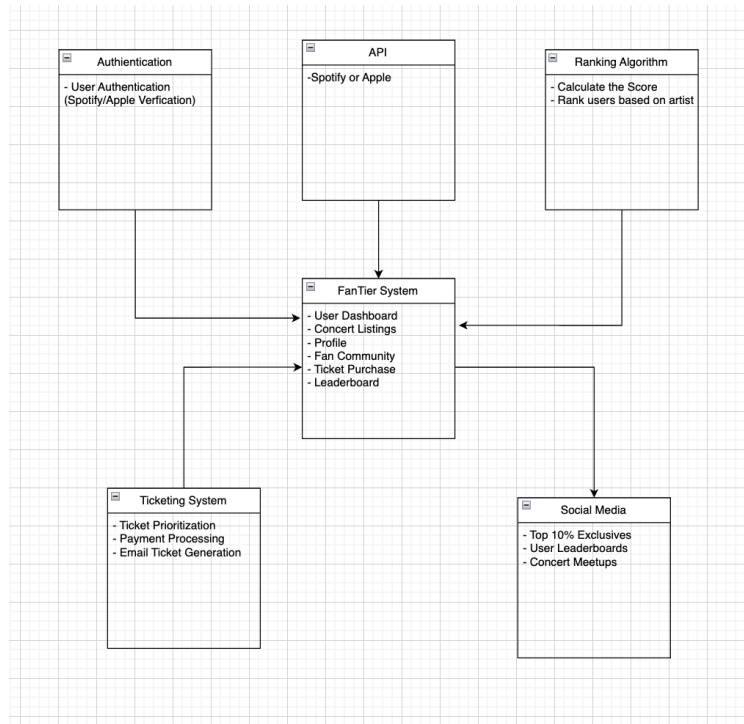 Authientication
- User Authentication
(Spotify/Apple Verfication)
API
-Spotify or Apple
Ranking Algorithm
- Calculate the Score
- Rank users based on artist
FanTier System
- User Dashboard
- Concert Listings
- Profile
- Fan Community
- Ticket Purchase
- Leaderboard
Ticketing System
- Ticket Prioritization
- Payment Processing
- Email Ticket Generation
Social Media
- Top 10% Exclusives
- User Leaderboards
- Concert Meetups